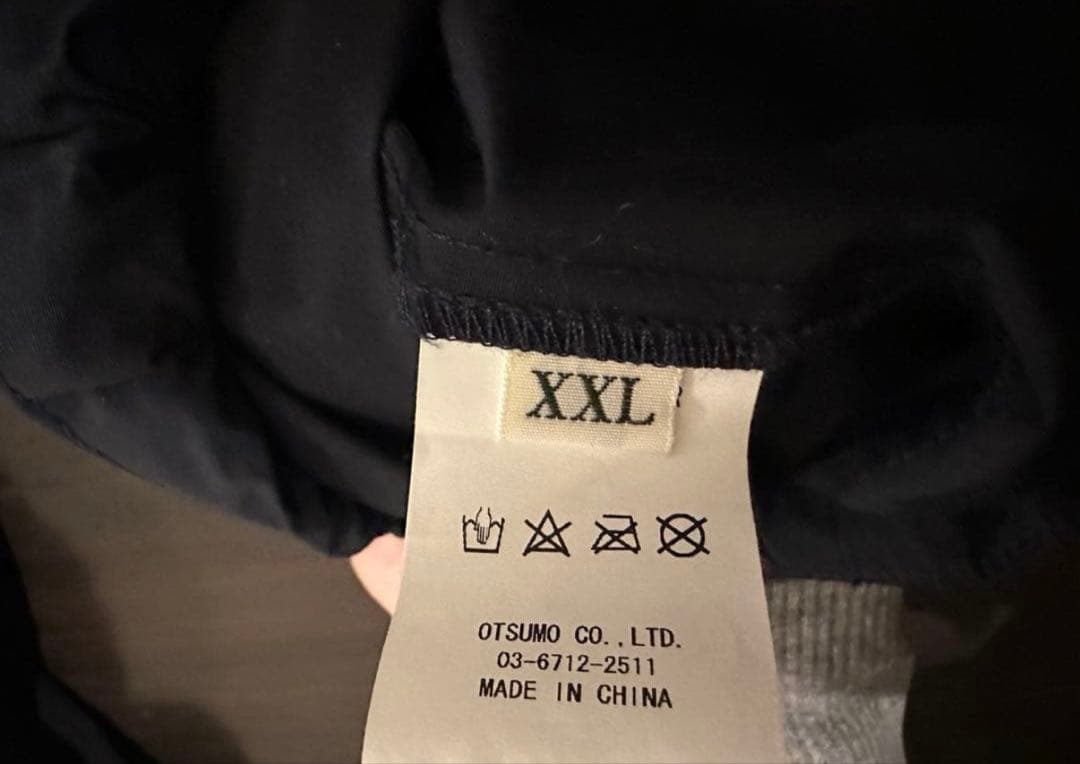 XXL
OTSUMO CO.,LTD.
03-6712-2511
MADE IN CHINA